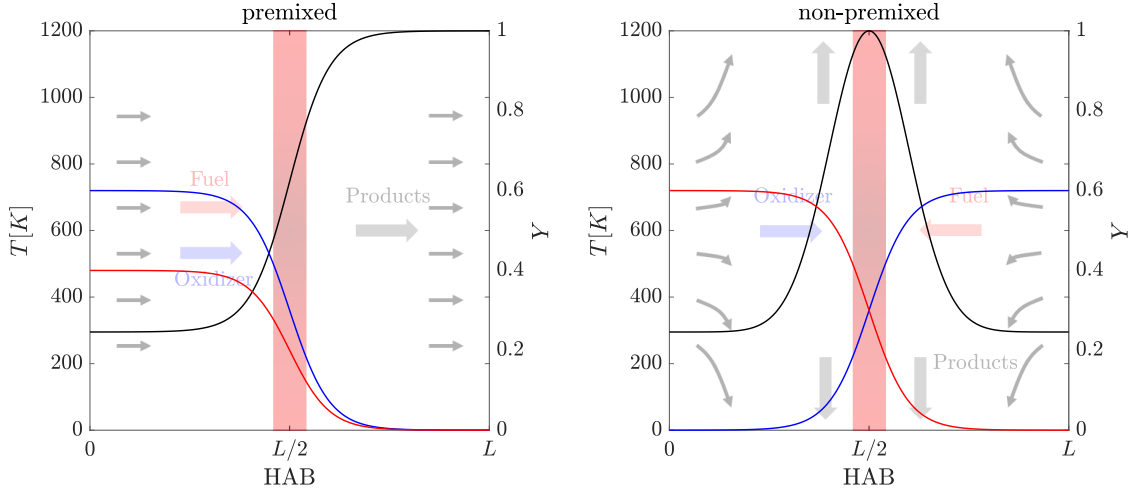 premixed
1200
1000
800
600
400
200
0
T [K]
1
0.8
0.6
0.4
0.2
0
Y
Fuel
Oxidizer
Products
0
L/2
L
HAB
non-premixed
1200
1000
800
600
400
200
0
T [K]
1
0.8
0.6
0.4
0.2
0
Y
Oxidizer
Fuel
Products
0
L/2
L
HAB